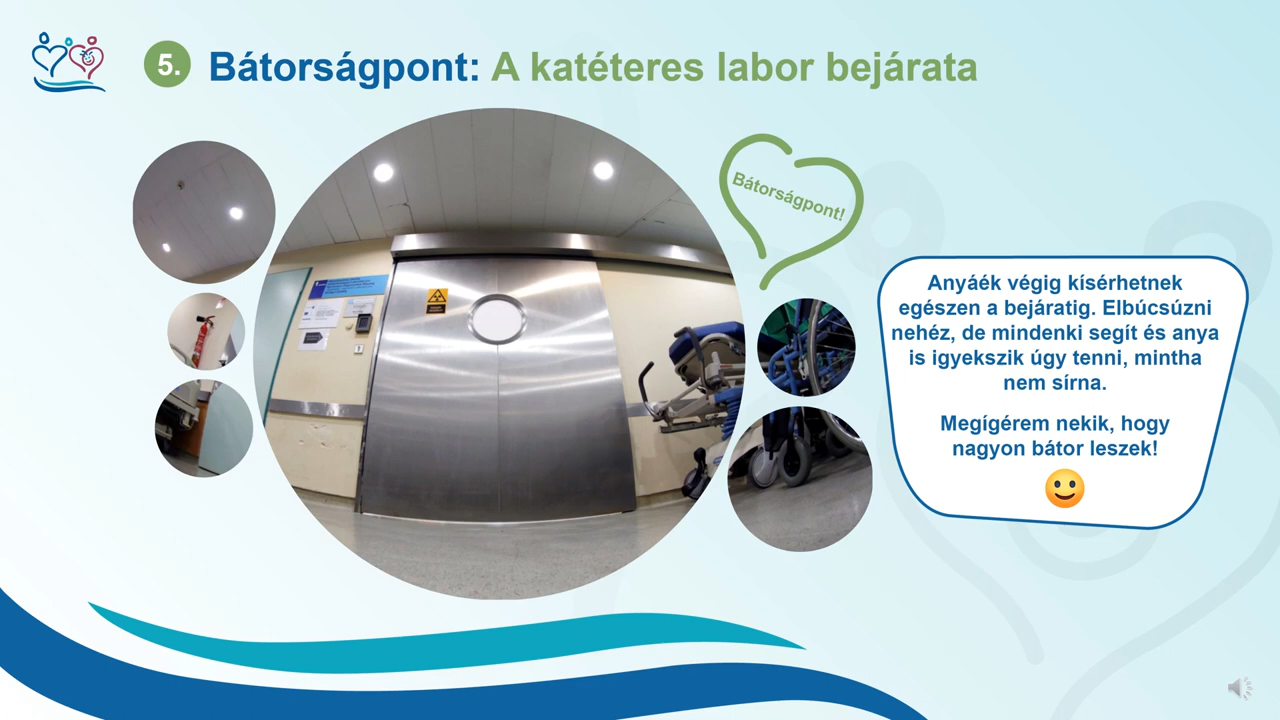 5. Bátorságpont: A katéteres labor bejárata
Bátorságpont!
Anyáék végig kísérhetnek
egészen a bejáratig. Elbúcsúzni
nehéz, de mindenki segít és anya
is igyekszik úgy tenni, mintha
nem sírna.
Megígérem nekik, hogy
nagyon bátor leszek!